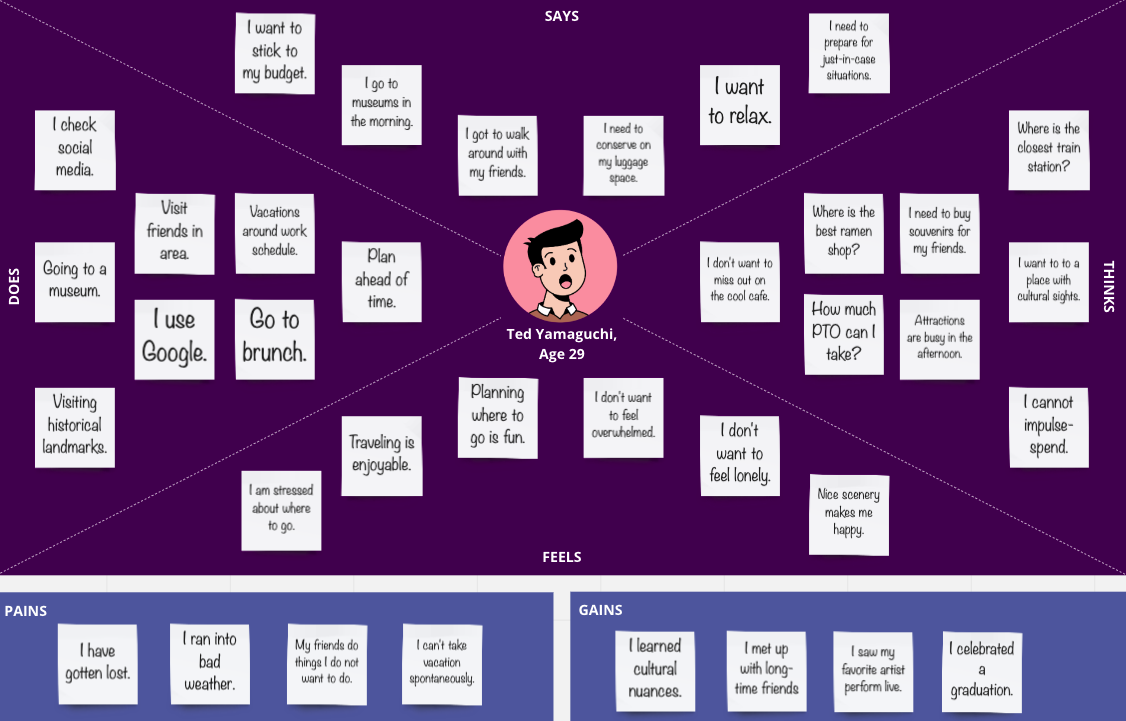 SAYS
I want to
stick to
my budget.
I go to
museums in
the morning.
I got to walk
around with
my friends.
I need to
conserve on
my luggage
space.
I want
to relax.
I need to
prepare for
just-in-case
situations.
DOES
I check
social
media.
Visit
friends in
area.
Vacations
around work
schedule.
Going to a
museum.
Plan
ahead of
time.
I use
Google.
Go to
brunch.
Visiting
historical
landmarks.
Ted Yamaguchi,
Age 29
THINKS
Where is the
closest train
station?
Where is the
best ramen
shop?
I need to buy
souvenirs for
my friends.
I don't want to
miss out on
the cool cafe.
I want to to a
place with
cultural sights.
How much
PTO can I
take?
Attractions
are busy in the
afternoon.
I cannot
impulse-
spend.
Planning
where to
go is fun.
I don't want
to feel
overwhelmed.
Traveling is
enjoyable.
I don't
want to
feel lonely.
I am stressed
about where
to go.
Nice scenery
makes me
happy.
FEELS
PAINS
I have
gotten lost.
I ran into
bad
weather.
My friends do
things I do not
want to do.
I can't take
vacation
spontaneously.
GAINS
I learned
cultural
nuances.
I met up
with long-
time friends
I saw my
favorite artist
perform live.
I celebrated
a
graduation.